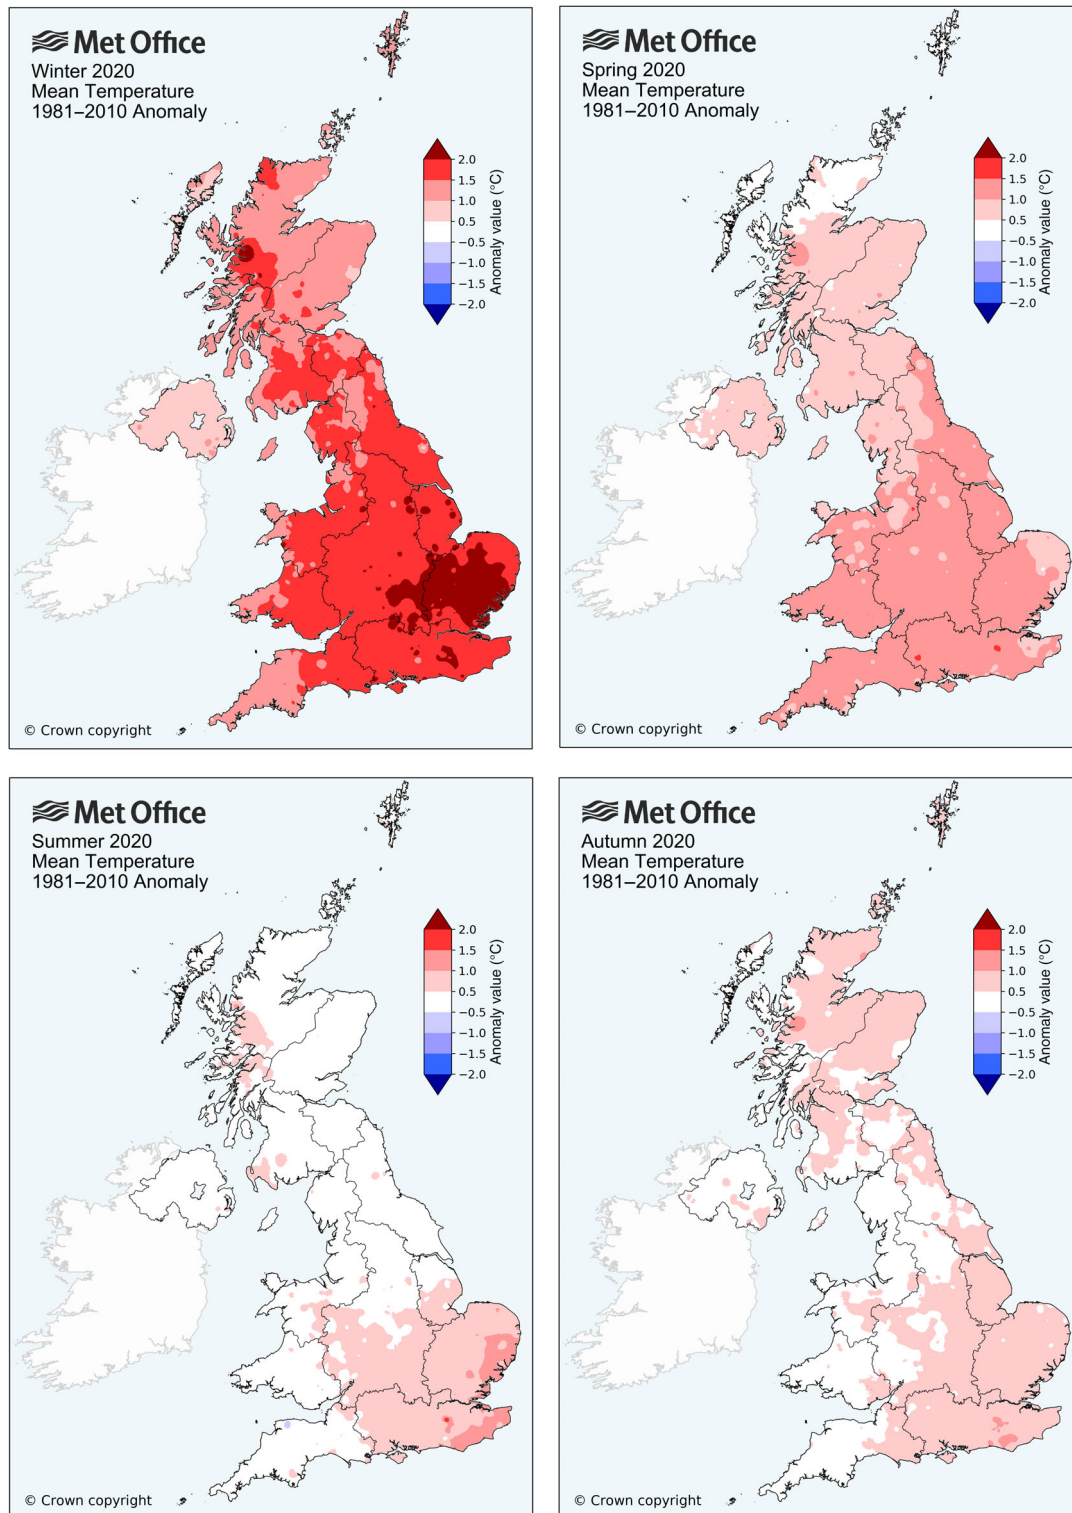 Met Office
Winter 2020
Mean Temperature
1981–2010 Anomaly
2.0
1.5
1.0
0.5
−0.5
−1.0
−1.5
−2.0
Anomaly value (°C)
© Crown copyright
Met Office
Spring 2020
Mean Temperature
1981–2010 Anomaly
2.0
1.5
1.0
0.5
−0.5
−1.0
−1.5
−2.0
Anomaly value (°C)
© Crown copyright
Met Office
Summer 2020
Mean Temperature
1981–2010 Anomaly
2.0
1.5
1.0
0.5
−0.5
−1.0
−1.5
−2.0
Anomaly value (°C)
© Crown copyright
Met Office
Autumn 2020
Mean Temperature
1981–2010 Anomaly
2.0
1.5
1.0
0.5
−0.5
−1.0
−1.5
−2.0
Anomaly value (°C)
© Crown copyright